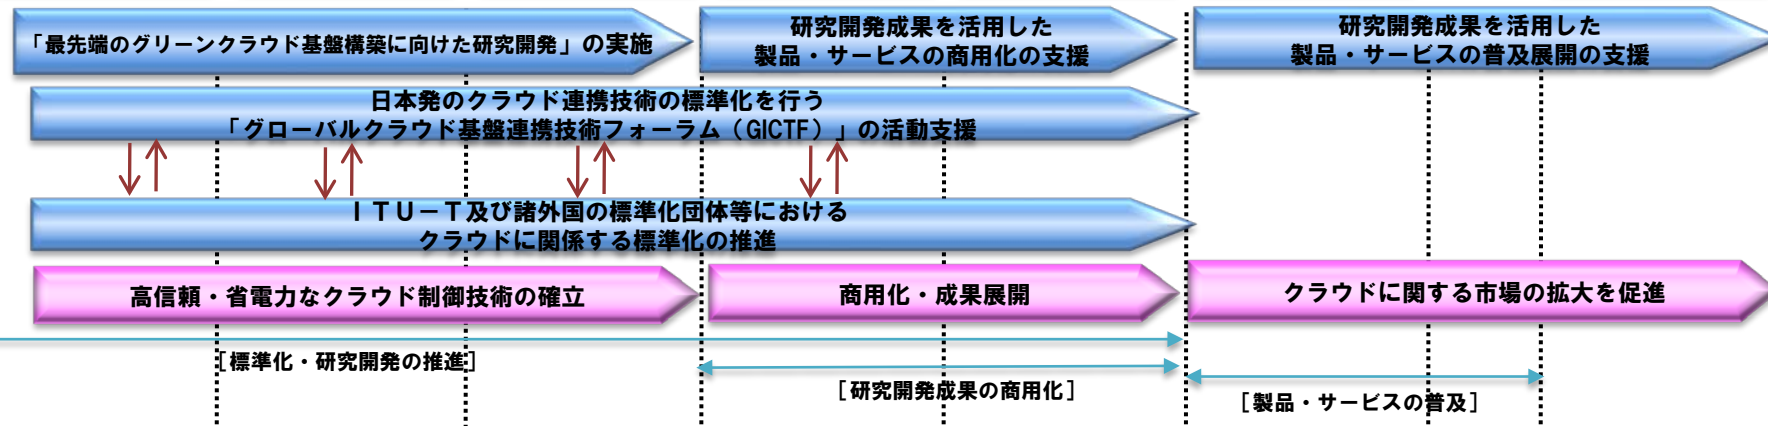 「最先端のグリーンクラウド基盤構築に向けた研究開発」の実施
研究開発成果を活用した
製品・サービスの商用化の支援
研究開発成果を活用した
製品・サービスの普及展開の支援
日本発のクラウド連携技術の標準化を行う
「グローバルクラウド基盤連携技術フォーラム（GICTF）」の活動支援
ＩＴＵ－Ｔ及び諸外国の標準化団体等における
クラウドに関係する標準化の推進
高信頼・省電力なクラウド制御技術の確立
商用化・成果展開
クラウドに関する市場の拡大を促進
［標準化・研究開発の推進］
［研究開発成果の商用化］
［製品・サービスの普及］